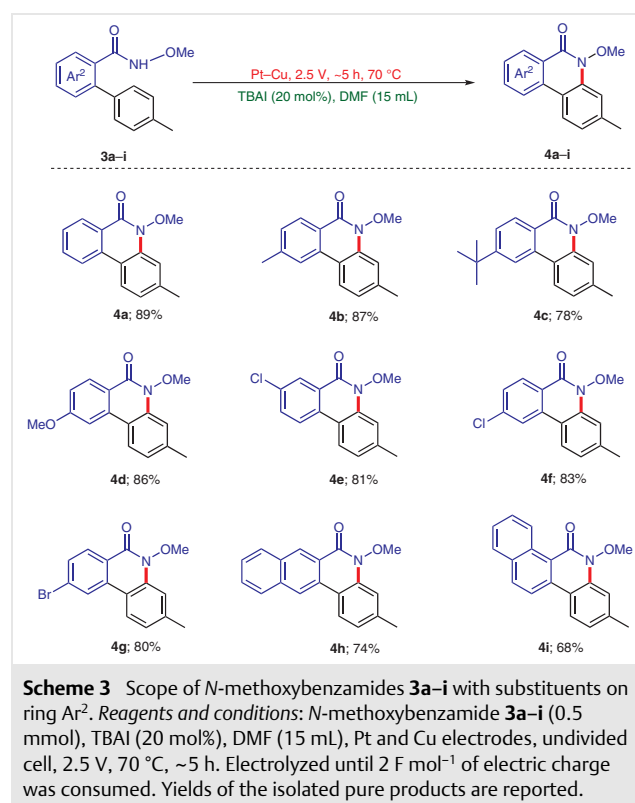 O
OMe
NH
Ar2
3a–i
Pt–Cu, 2.5 V, ~5 h, 70 °C
TBAI (20 mol%), DMF (15 mL)
O
OMe
N
Ar2
4a–i
O
OMe
N
4a; 89%
O
OMe
N
4b; 87%
O
OMe
N
4c; 78%
O
OMe
N
MeO
4d; 86%
Cl
O
OMe
N
4e; 81%
O
OMe
N
Cl
4f; 83%
O
OMe
N
Br
4g; 80%
O
OMe
N
4h; 74%
O
OMe
N
4i; 68%
Scheme 3 Scope of N-methoxybenzamides 3a–i with substituents on
ring Ar2. Reagents and conditions: N-methoxybenzamide 3a–i (0.5
mmol), TBAI (20 mol%), DMF (15 mL), Pt and Cu electrodes, undivided
cell, 2.5 V, 70 °C, ~5 h. Electrolyzed until 2 F mol–1 of electric charge
was consumed. Yields of the isolated pure products are reported.